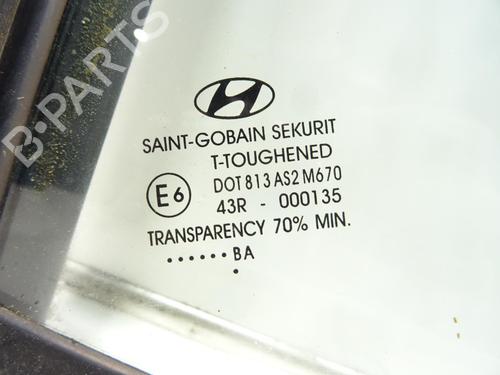 B-PARTS
SAINT-GOBAIN SEKURIT
T-TOUGHENED
E6 DOT 813 AS2 M670
43R - 000135
TRANSPARENCY 70% MIN.
......BA
.